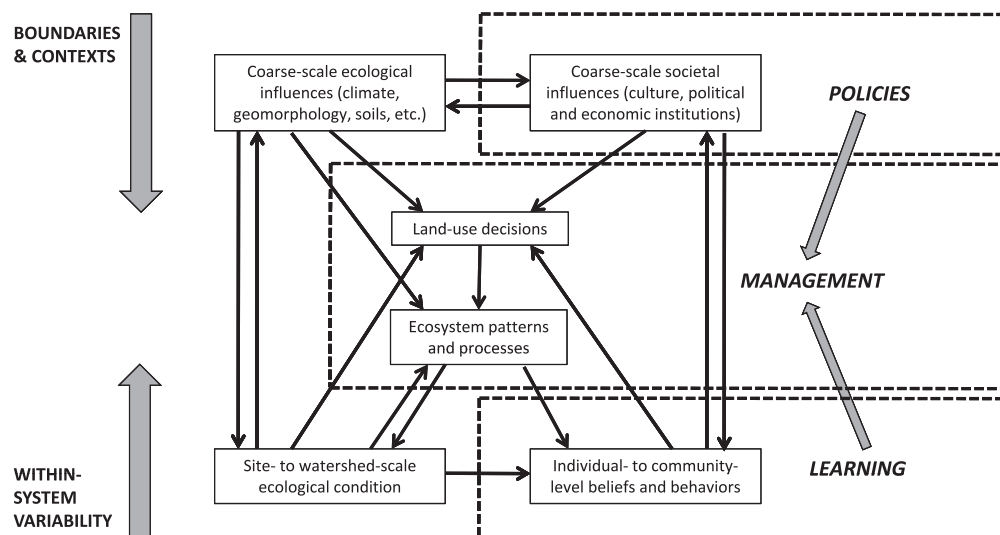 BOUNDARIES
& CONTEXTS
Coarse-scale ecological
influences (climate,
geomorphology, soils, etc.)
Coarse-scale societal
influences (culture, political
and economic institutions)
POLICIES
Land-use decisions
MANAGEMENT
Ecosystem patterns
and processes
WITHIN-
SYSTEM
VARIABILITY
Site- to watershed-scale
ecological condition
Individual- to community-
level beliefs and behaviors
LEARNING